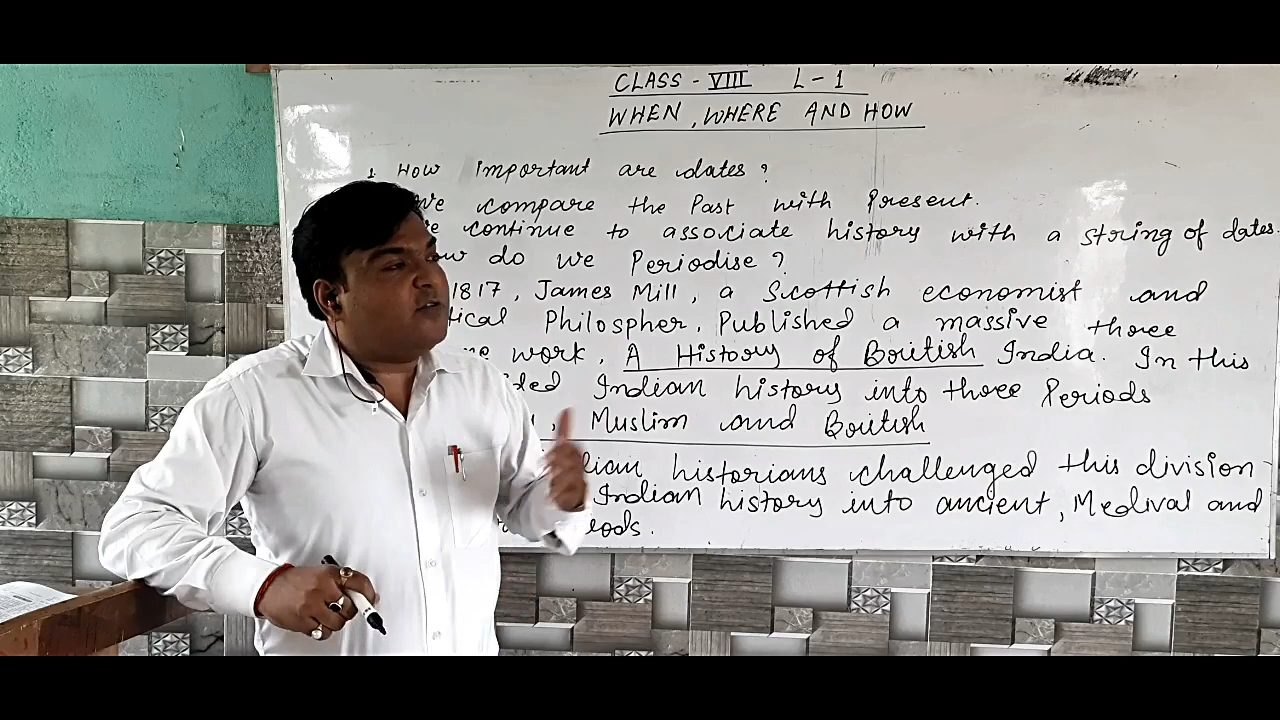 CLASS - VIII L - 1
WHEN, WHERE AND HOW
1 How important are dates?
We compare the Past with Present.
continue to associate history with a string of dates.
do we Periodise?
1817, James Mill, a Scottish economist and
Philospher, Published a massive three
work, A History of British India. In this
Indian history into three Periods
, Muslim and British
historians challenged this division
Indian history into ancient, Medival and